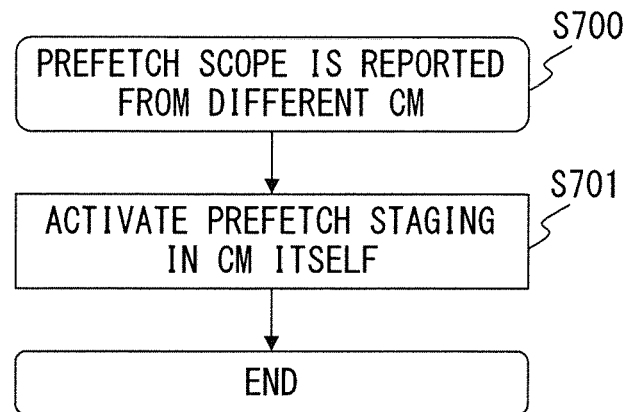 S700
PREFETCH SCOPE IS REPORTED
FROM DIFFERENT CM
S701
ACTIVATE PREFETCH STAGING
IN CM ITSELF
END